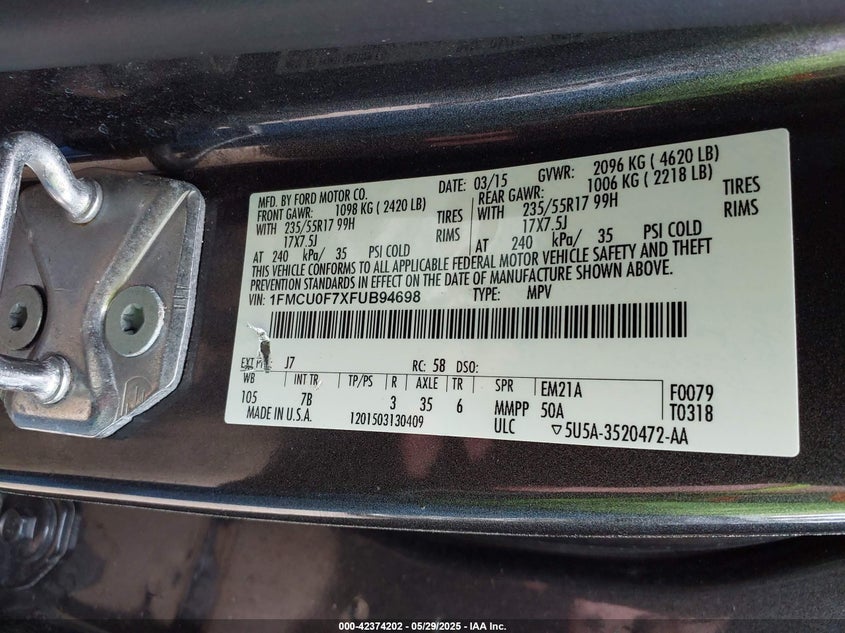 MFD. BY FORD MOTOR CO. DATE: 03/15 GVWR: 2096 KG ( 4620 LB)
FRONT GAWR: 1098 KG ( 2420 LB) REAR GAWR: 1006 KG ( 2218 LB)
WITH 235/55R17 99H TIRES WITH 235/55R17 99H TIRES
17X7.5J RIMS 17X7.5J RIMS
AT 240 kPa/ 35 PSI COLD AT 240 kPa/ 35 PSI COLD
THIS VEHICLE CONFORMS TO ALL APPLICABLE FEDERAL MOTOR VEHICLE SAFETY AND THEFT
PREVENTION STANDARDS IN EFFECT ON THE DATE OF MANUFACTURE SHOWN ABOVE.
VIN: 1FMCU0F7XFUB94698 TYPE: MPV
EXT J7 RC: 58 DSO:
WB INT TR TP/PS R AXLE TR SPR EM21A F0079
105 7B 3 35 6 MMPP 50A T0318
MADE IN U.S.A. 1201503130409 ULC ▽5U5A-3520472-AA
000-42374202 - 05/29/2025 - IAA Inc.